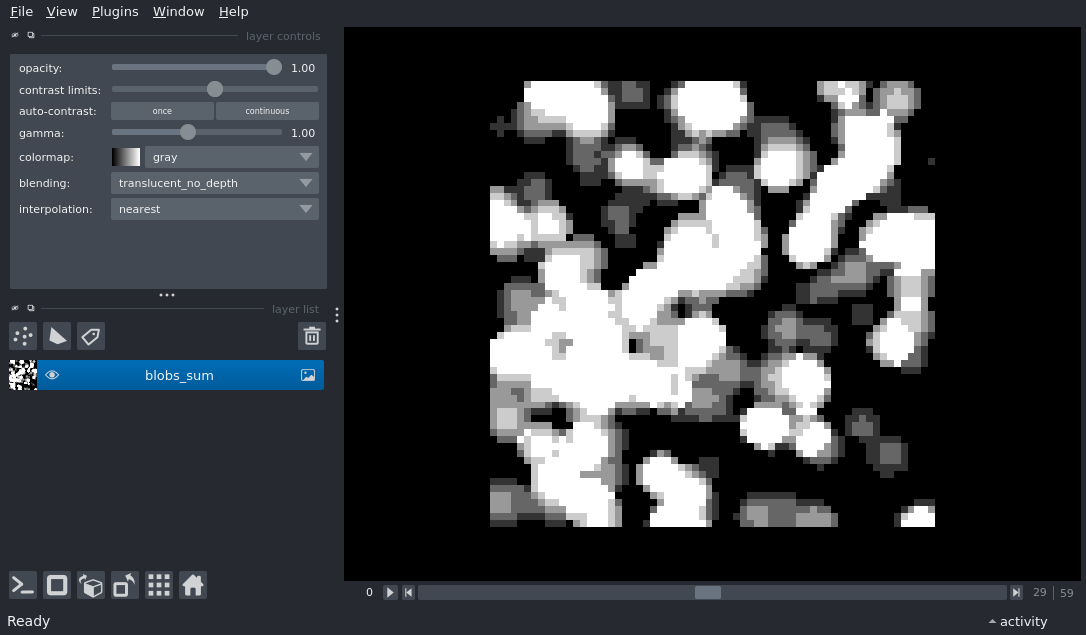 File View Plugins Window Help
layer controls
opacity: 1.00
contrast limits:
auto-contrast: once continuous
gamma: 1.00
colormap: gray
blending: translucent_no_depth
interpolation: nearest
layer list
blobs_sum
0 29 59
Ready activity